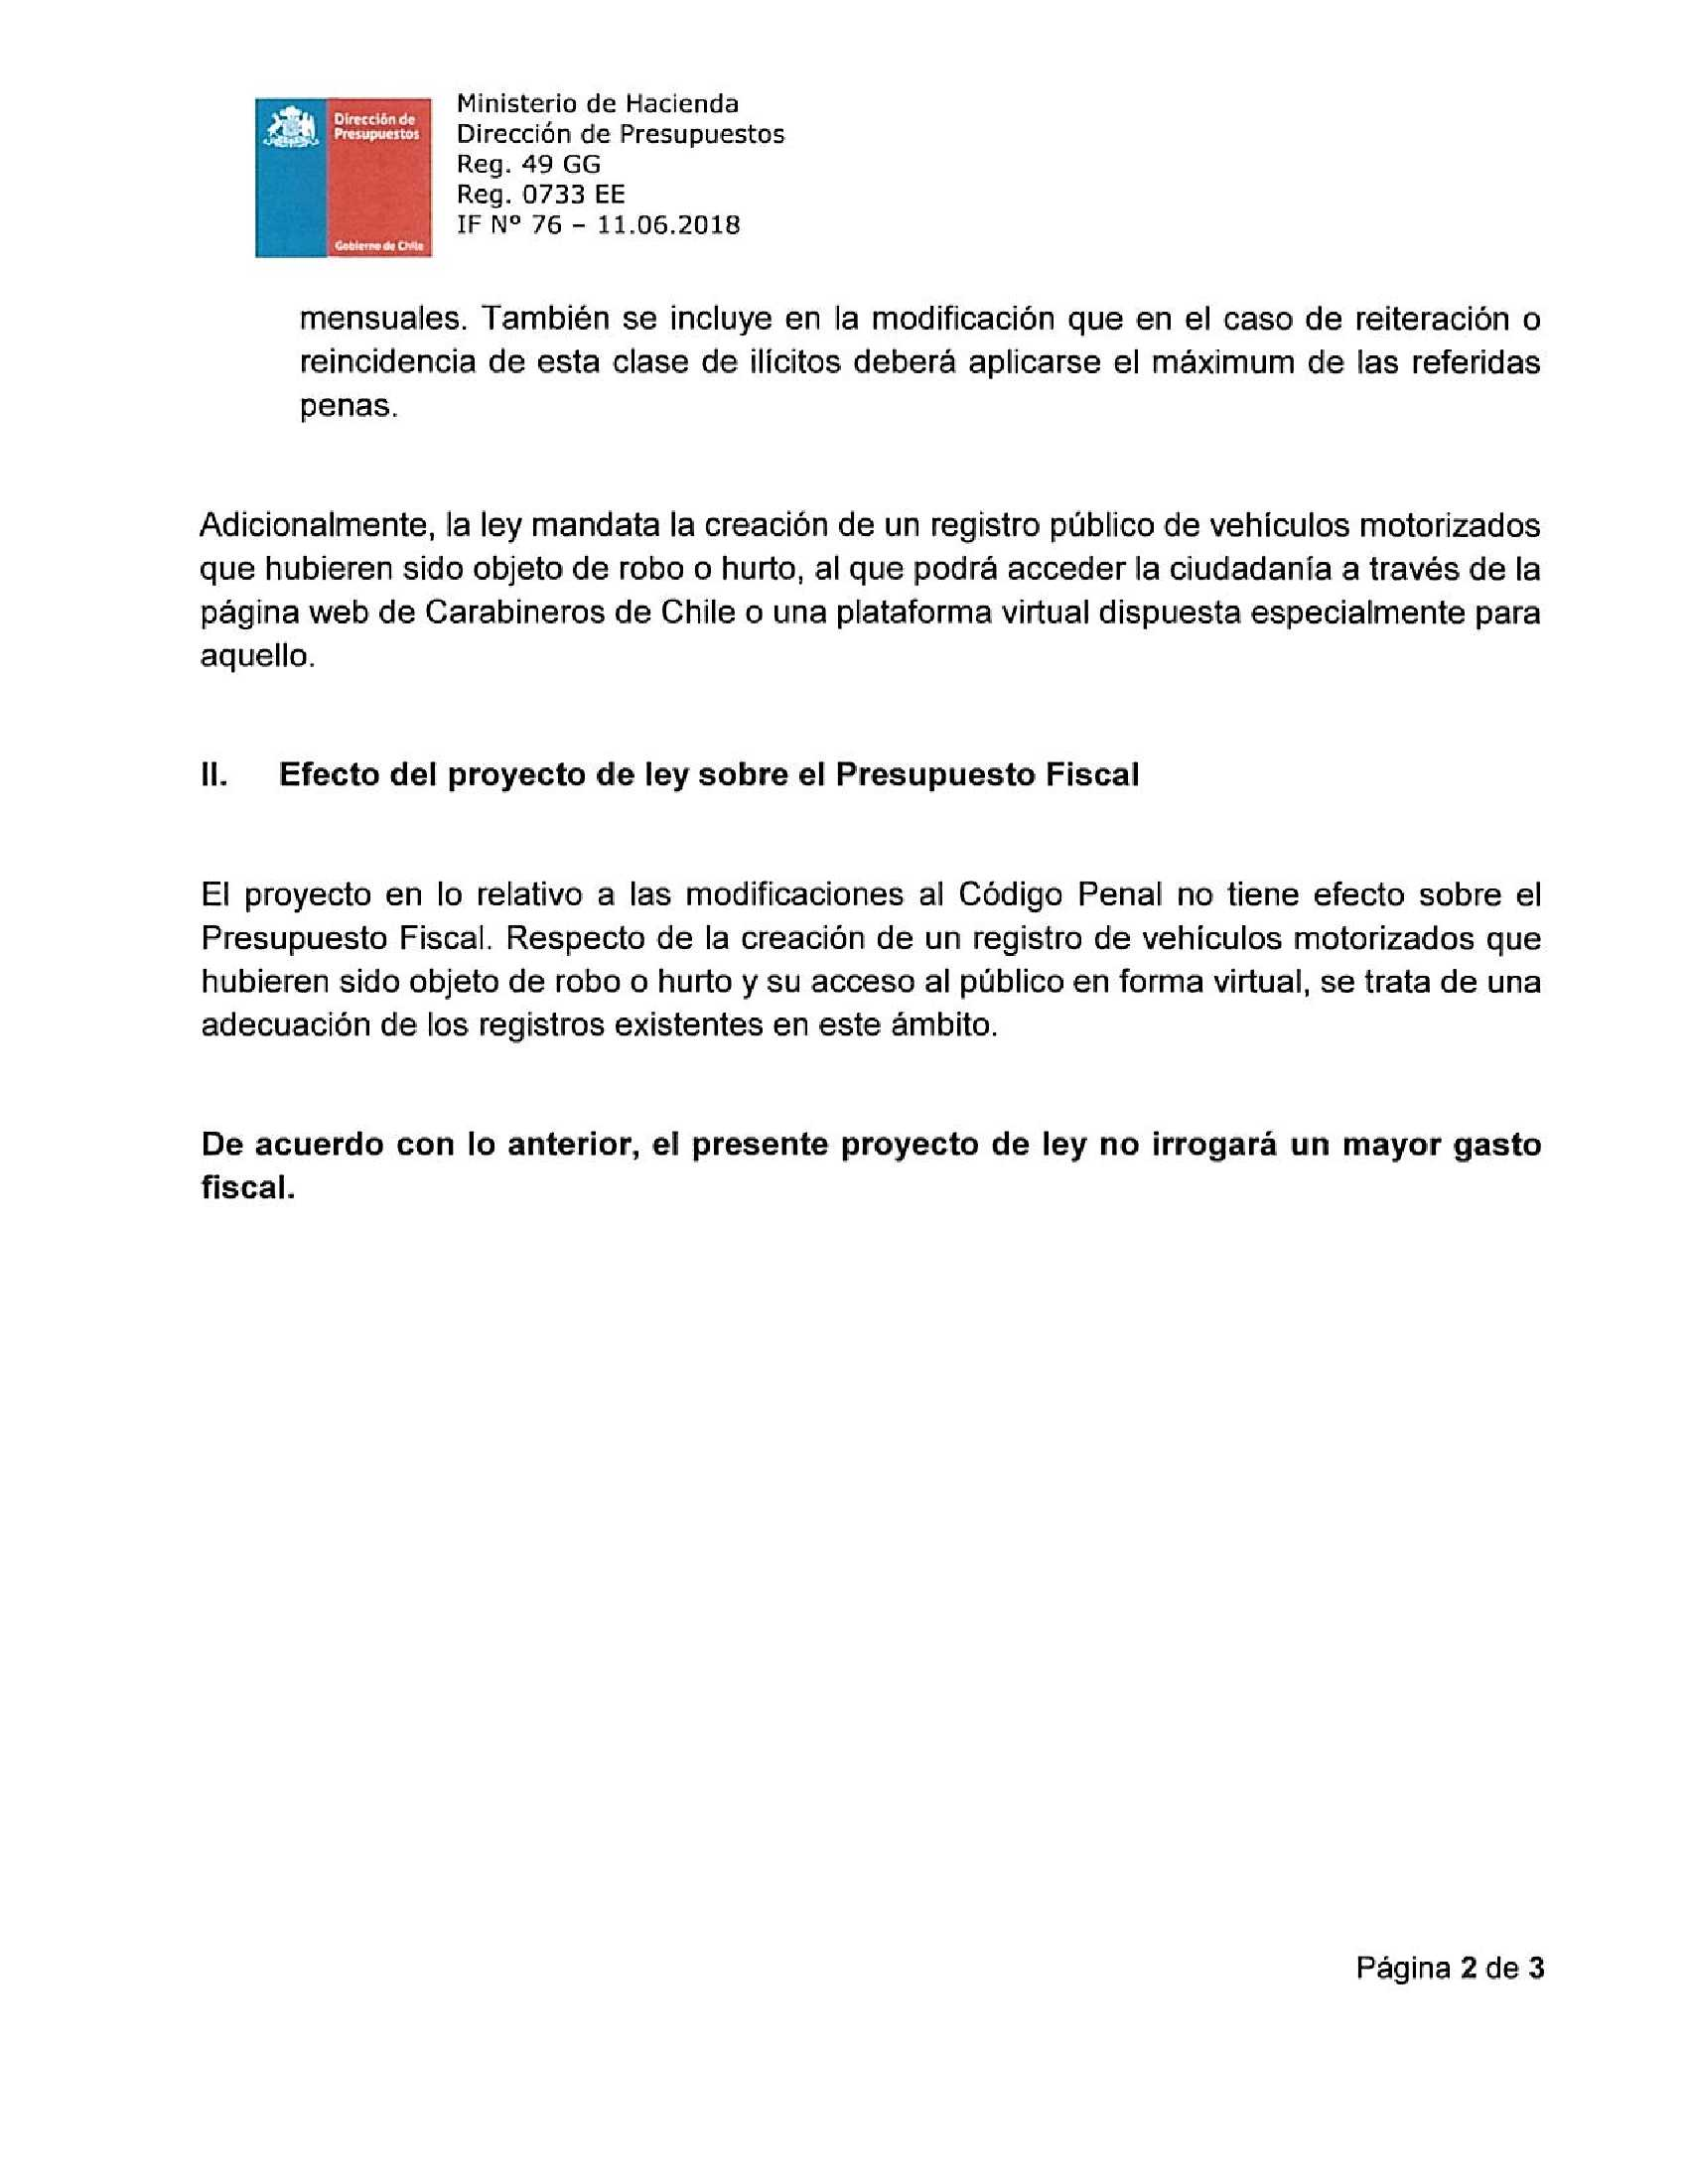 Dirección de
Presupuestos
Gobierno de Chile
Ministerio de Hacienda
Dirección de Presupuestos
Reg. 49 GG
Reg. 0733 EE
IF Nº 76 – 11.06.2018
mensuales. También se incluye en la modificación que en el caso de reiteración o
reincidencia de esta clase de ilícitos deberá aplicarse el máximum de las referidas
penas.
Adicionalmente, la ley mandata la creación de un registro público de vehículos motorizados
que hubieren sido objeto de robo o hurto, al que podrá acceder la ciudadanía a través de la
página web de Carabineros de Chile o una plataforma virtual dispuesta especialmente para
aquello.
II. Efecto del proyecto de ley sobre el Presupuesto Fiscal
El proyecto en lo relativo a las modificaciones al Código Penal no tiene efecto sobre el
Presupuesto Fiscal. Respecto de la creación de un registro de vehículos motorizados que
hubieren sido objeto de robo o hurto y su acceso al público en forma virtual, se trata de una
adecuación de los registros existentes en este ámbito.
De acuerdo con lo anterior, el presente proyecto de ley no irrogará un mayor gasto
fiscal.
Página 2 de 3